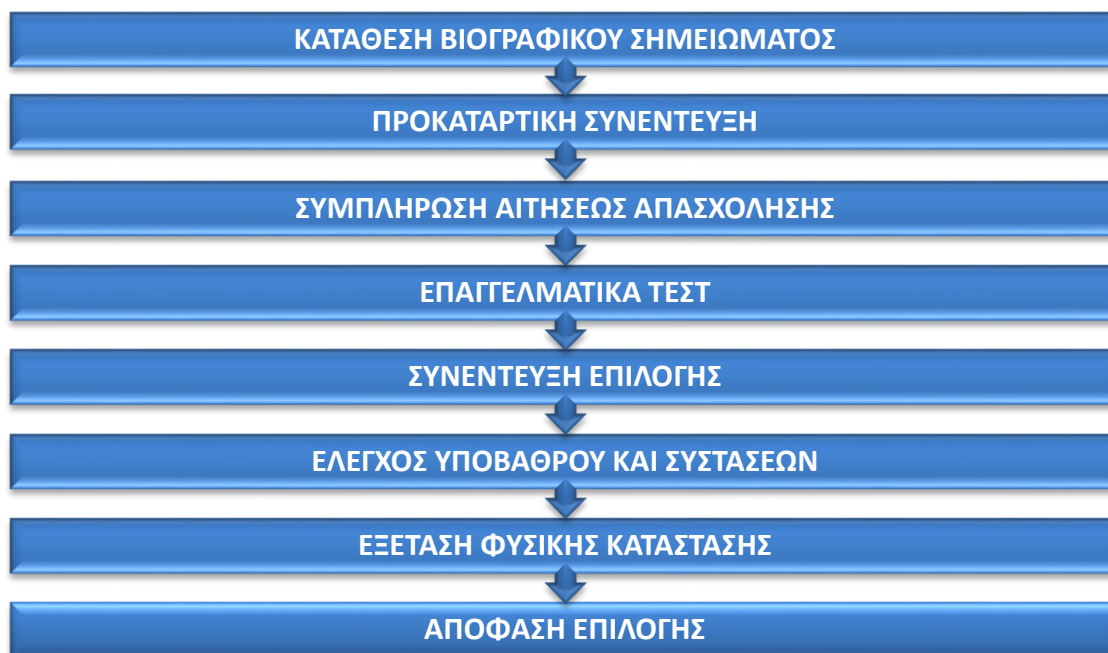 ΚΑΤΑΘΕΣΗ ΒΙΟΓΡΑΦΙΚΟΥ ΣΗΜΕΙΩΜΑΤΟΣ
ΠΡΟΚΑΤΑΡΤΙΚΗ ΣΥΝΕΝΤΕΥΞΗ
ΣΥΜΠΛΗΡΩΣΗ ΑΙΤΗΣΕΩΣ ΑΠΑΣΧΟΛΗΣΗΣ
ΕΠΑΓΓΕΛΜΑΤΙΚΑ ΤΕΣΤ
ΣΥΝΕΝΤΕΥΞΗ ΕΠΙΛΟΓΗΣ
ΕΛΕΓΧΟΣ ΥΠΟΒΑΘΡΟΥ ΚΑΙ ΣΥΣΤΑΣΕΩΝ
ΕΞΕΤΑΣΗ ΦΥΣΙΚΗΣ ΚΑΤΑΣΤΑΣΗΣ
ΑΠΟΦΑΣΗ ΕΠΙΛΟΓΗΣ